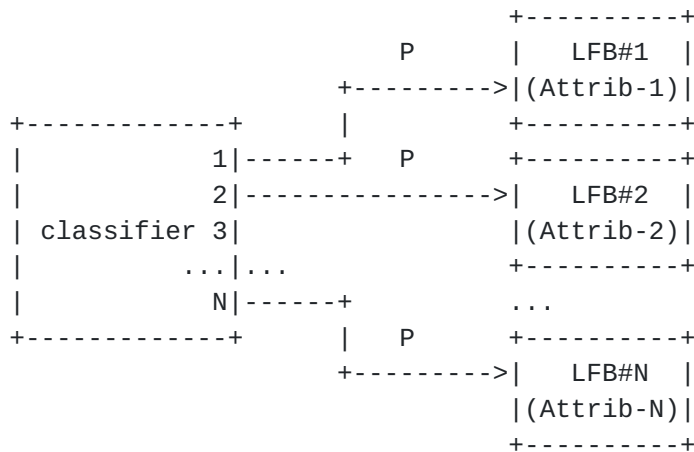 +----------+
                          P      |   LFB#1  |
                      +--------->|(Attrib-1)|
+-------------+       |          +----------+
|            1|------+   P      +----------+
|            2|---------------->|   LFB#2  |
| classifier 3|                 |(Attrib-2)|
|          ...|...              +----------+
|            N|------+          ...
+-------------+      |   P      +----------+
                     +--------->|   LFB#N  |
                                |(Attrib-N)|
                                +----------+